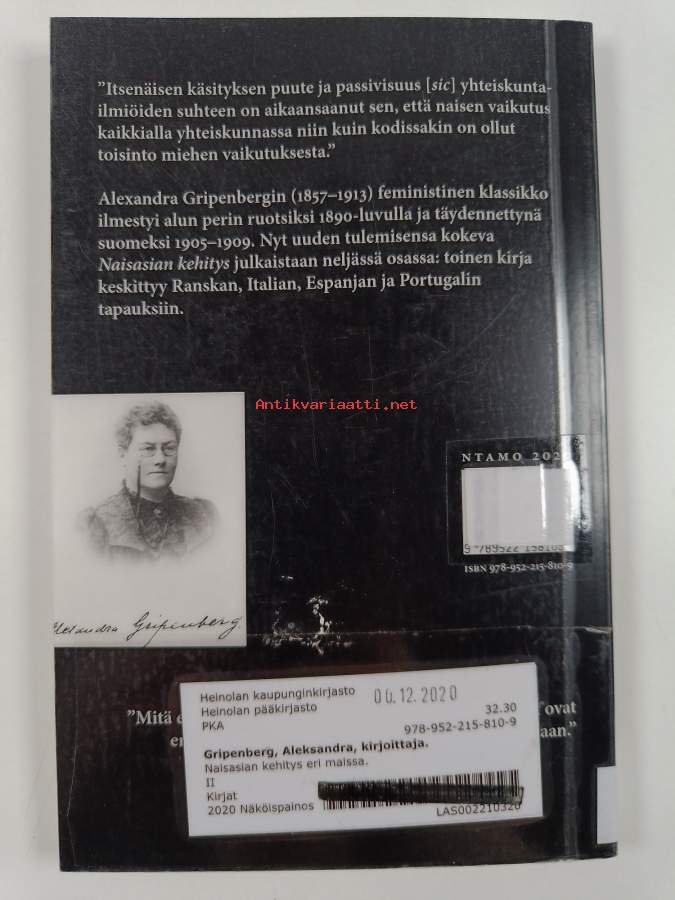 ”Itsenäisen käsityksen puute ja passivisuus [sic] yhteiskunta-
ilmiöiden suhteen on aikaansaanut sen, että naisen vaikutus
kaikkialla yhteiskunnassa niin kuin kodissakin on ollut
toisinto miehen vaikutuksesta.”
Alexandra Gripenbergin (1857–1913) feministinen klassikko
ilmestyi alun perin ruotsiksi 1890-luvulla ja täydennettynä
suomeksi 1905–1909. Nyt uuden tulemisensa kokeva
Naisasian kehitys julkaistaan neljässä osassa: toinen kirja
keskittyy Ranskan, Italian, Espanjan ja Portugalin
tapauksiin.
Antikvariaatti.net
NTAMO 2020
ISBN 978-952-215-810-9
Gripenberg.
Heinolan kaupunginkirjasto 00.12.2020
Heinolan pääkirjasto 32.30
PKA 978-952-215-810-9
”Mitä ovat
Gripenberg, Aleksandra, kirjoittaja.
Naisasian kehitys eri maissa.
II
Kirjat
2020 Näköispainos LAS002210320